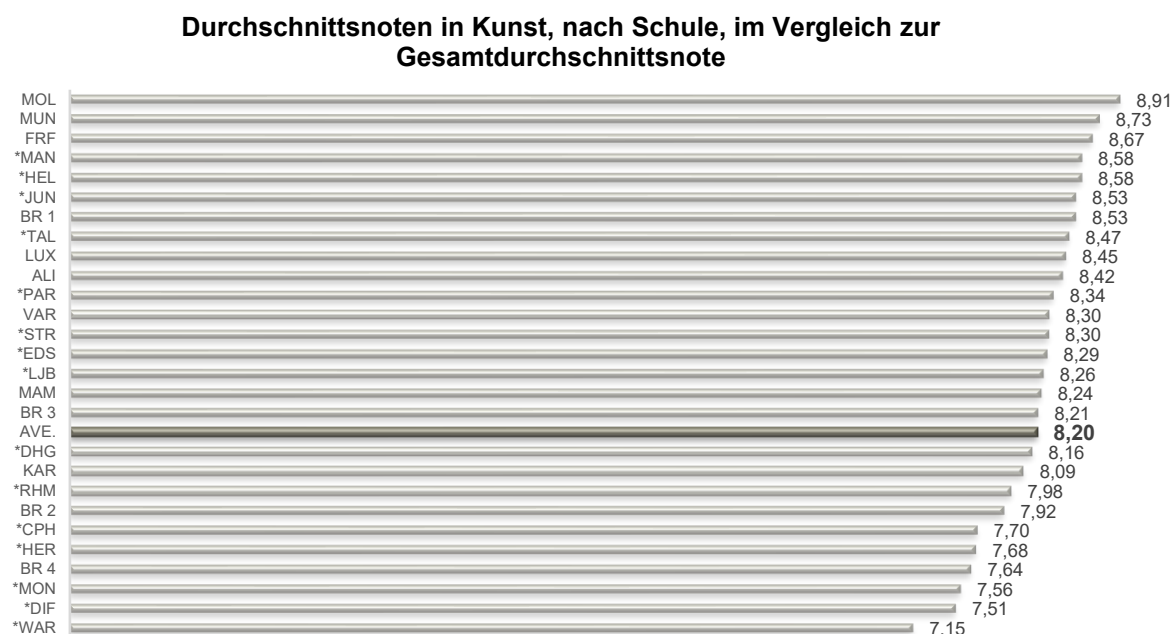 Durchschnittsnoten in Kunst, nach Schule, im Vergleich zur
Gesamtdurchschnittsnote
MOL 8,91
MUN 8,73
FRF 8,67
*MAN 8,58
*HEL 8,58
*JUN 8,53
BR 1 8,53
*TAL 8,47
LUX 8,45
ALI 8,42
*PAR 8,34
VAR 8,30
*STR 8,30
*EDS 8,29
*LJB 8,26
MAM 8,24
BR 3 8,21
AVE. 8,20
*DHG 8,16
KAR 8,09
*RHM 7,98
BR 2 7,92
*CPH 7,70
*HER 7,68
BR 4 7,64
*MON 7,56
*DIF 7,51
*WAR 7,15